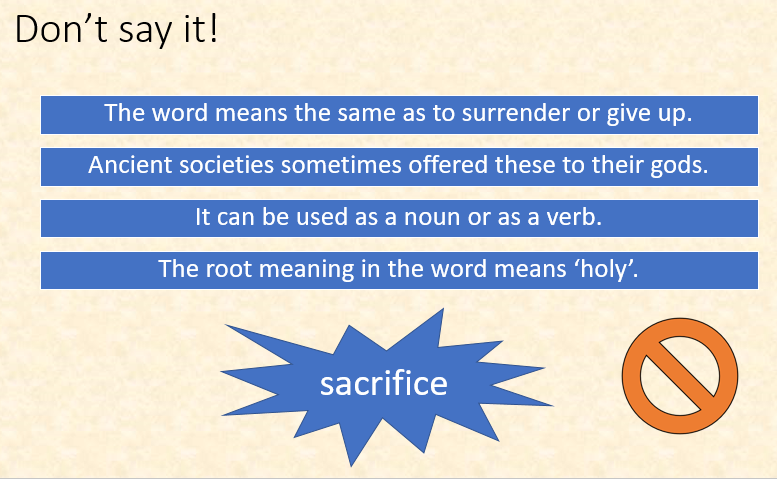 Don’t say it!
The word means the same as to surrender or give up.
Ancient societies sometimes offered these to their gods.
It can be used as a noun or as a verb.
The root meaning in the word means ‘holy’.
sacrifice